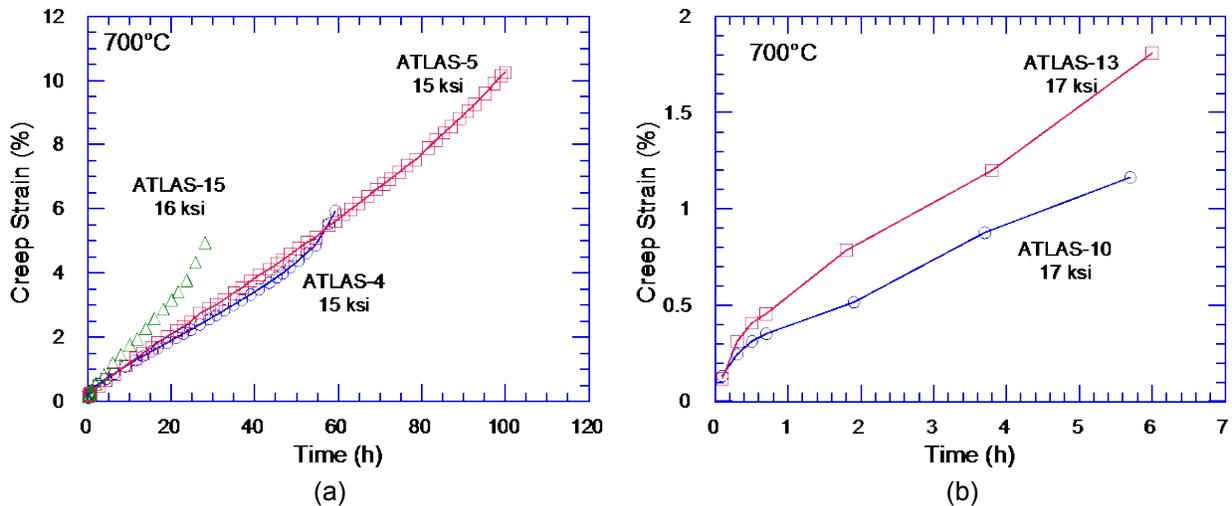 700°C
ATLAS-5
15 ksi
ATLAS-15
16 ksi
ATLAS-4
15 ksi
Creep Strain (%)
12
10
8
6
4
2
0
0 20 40 60 80 100 120
Time (h)
(a)
700°C
ATLAS-13
17 ksi
ATLAS-10
17 ksi
Creep Strain (%)
2
1.5
1
0.5
0
0 1 2 3 4 5 6 7
Time (h)
(b)